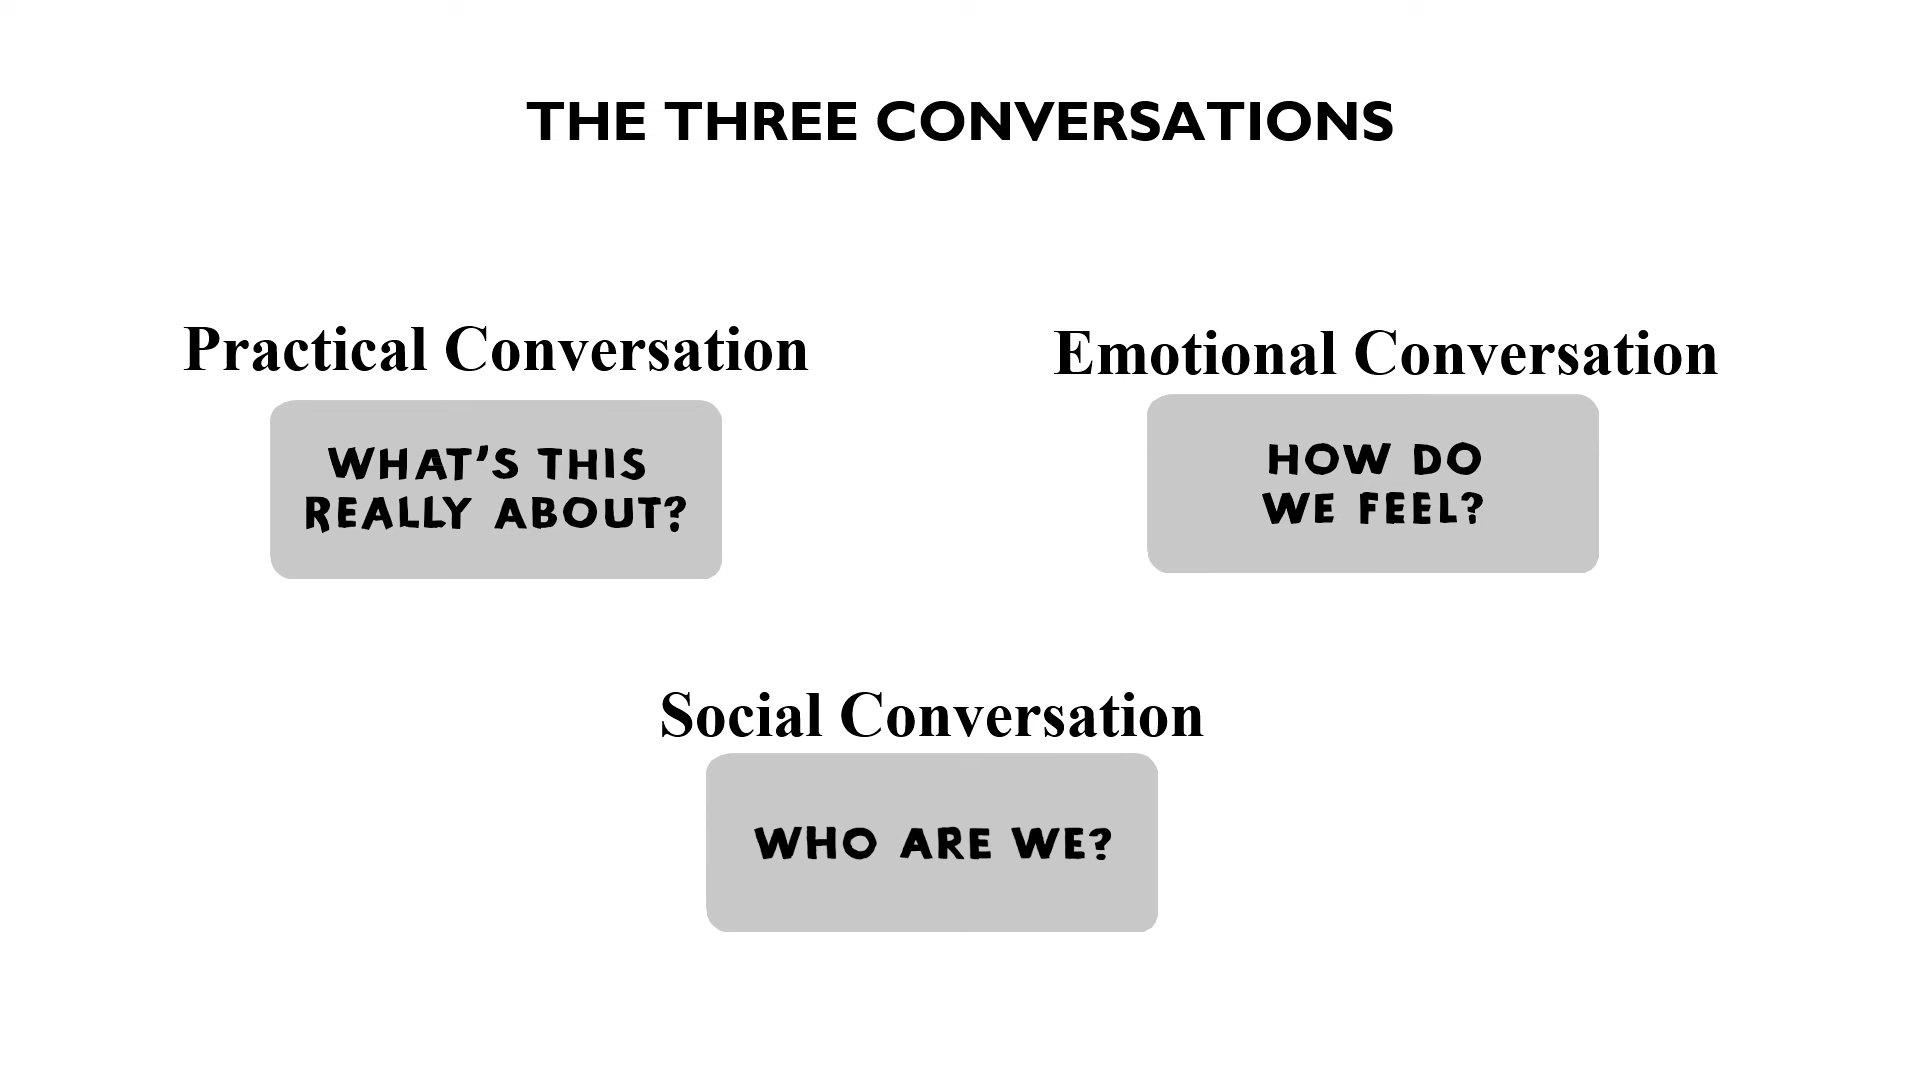 THE THREE CONVERSATIONS
Practical Conversation
WHAT'S THIS
REALLY ABOUT?
Emotional Conversation
HOW DO
WE FEEL?
Social Conversation
WHO ARE WE?